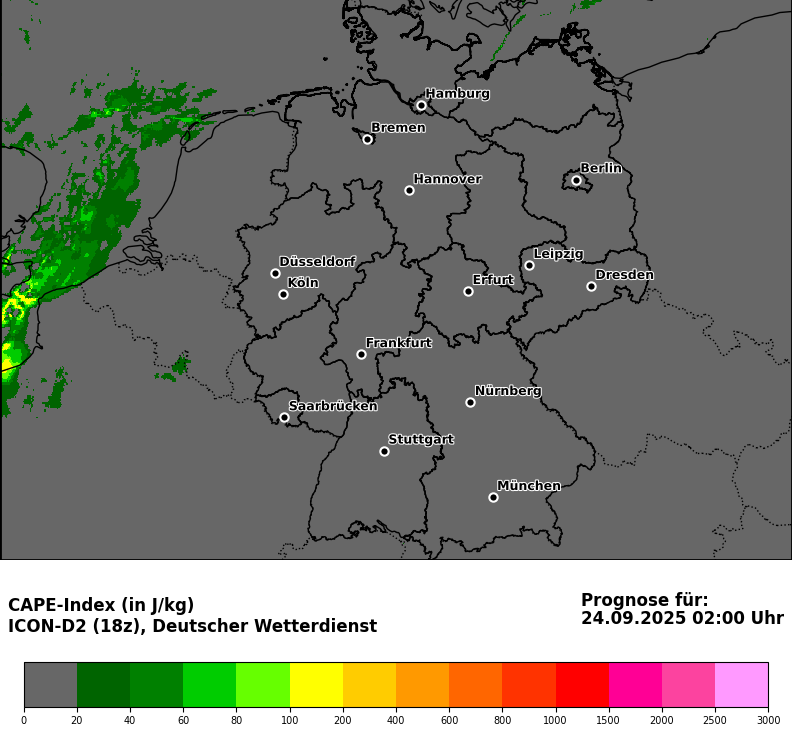 Hamburg
Bremen
Berlin
Hannover
Leipzig
Düsseldorf
Dresden
Köln
Erfurt
Frankfurt
Nürnberg
Saarbrücken
Stuttgart
München
CAPE-Index (in J/kg)
ICON-D2 (18z), Deutscher Wetterdienst
Prognose für:
24.09.2025 02:00 Uhr
0 20 40 60 80 100 200 400 600 800 1000 1500 2000 2500 3000